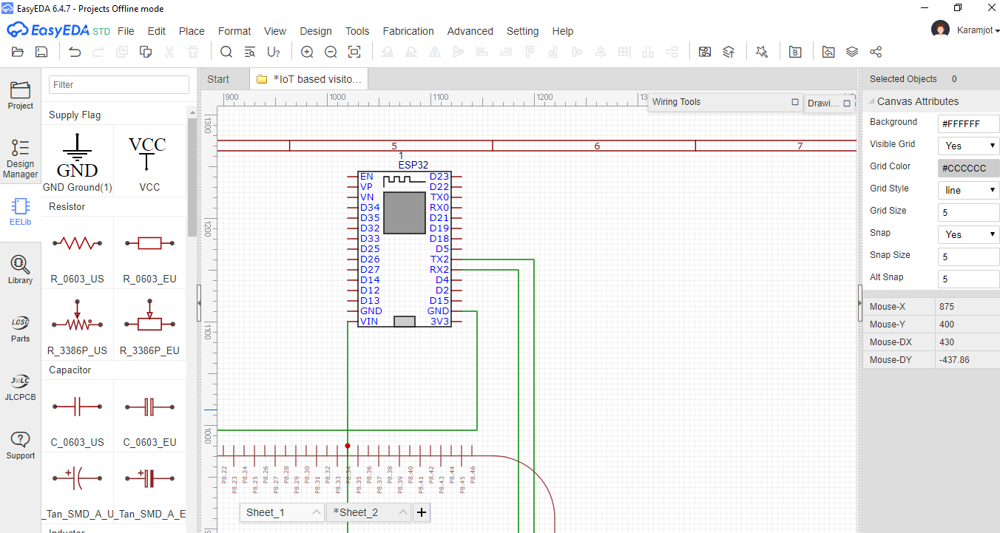 EasyEDA 6.4.7 - Projects Offline mode
EasyEDA STD File Edit Place Format View Design Tools Fabrication Advanced Setting Help
Karamjot
Project
Design
Manager
EELib
Library
LCSC
Parts
J@LC
JLCPCB
Support
Filter
Supply Flag
GND
GND Ground(1)
VCC
VCC
Resistor
R_0603_US
R_0603_EU
R_3386P_US
R_3386P_EU
Capacitor
C_0603_US
C_0603_EU
_Tan_SMD_A_U
_Tan_SMD_A_E
Inductor
Start
*IoT based visito...
900 1000 1100 1200
1300
1200
1100
1000
Wiring Tools
Drawi...
5 6 7
1
ESP32
EN D23
VP D22
VN TX0
D34 RX0
D35 D21
D32 D19
D33 D18
D25 D5
D26 TX2
D27 RX2
D14 D4
D12 D2
D13 D15
GND GND
VIN 3V3
P8.22
P8.23
P8.24
P8.25
P8.26
P8.27
P8.28
P8.29
P8.30
P8.31
P8.32
P8.33
P8.34
P8.35
P8.36
P8.37
P8.38
P8.39
P8.40
P8.41
P8.42
P8.43
P8.44
P8.45
P8.46
Sheet_1
*Sheet_2
Selected Objects 0
Canvas Attributes
Background #FFFFFF
Visible Grid Yes
Grid Color #CCCCCC
Grid Style line
Grid Size 5
Snap Yes
Snap Size 5
Alt Snap 5
Mouse-X 875
Mouse-Y 400
Mouse-DX 430
Mouse-DY -437.86